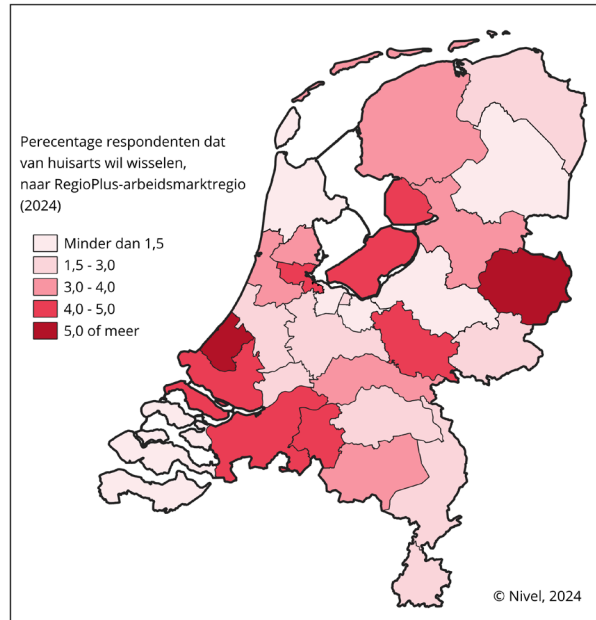 Perecentage respondenten dat
van huisarts wil wisselen,
naar RegioPlus-arbeidsmarktregio
(2024)
Minder dan 1,5
1,5 - 3,0
3,0 - 4,0
4,0 - 5,0
5,0 of meer
© Nivel, 2024